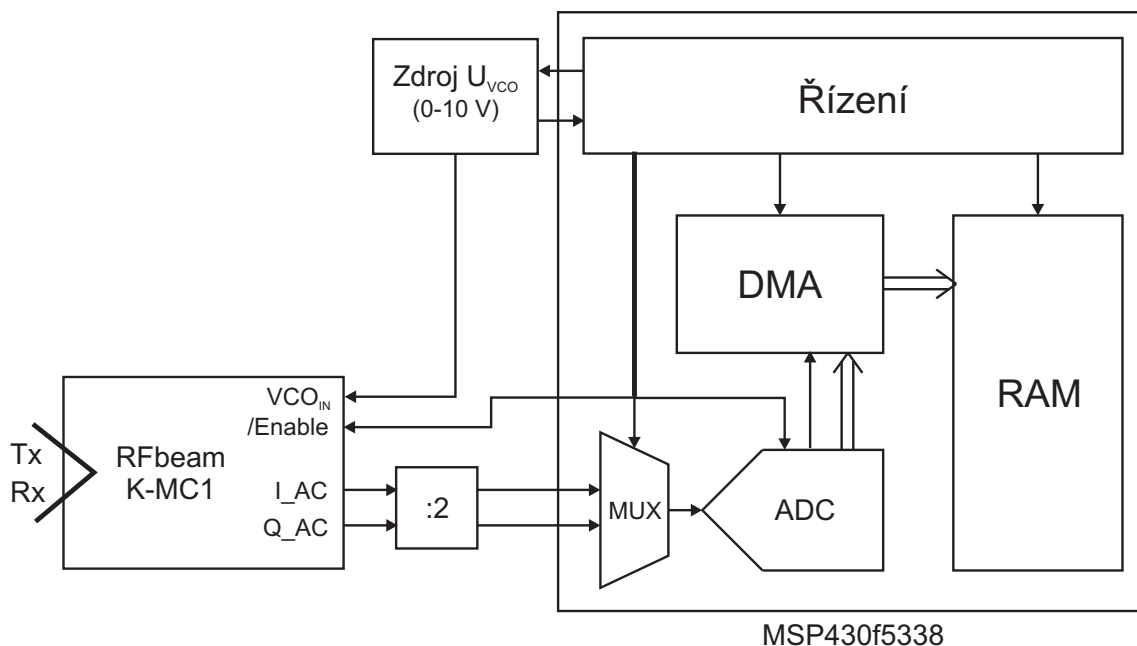 Zdroj U_VCO
(0-10 V)
Řízení
DMA
RAM
VCO_IN
/Enable
Tx
Rx
RFbeam
K-MC1
I_AC
Q_AC
:2
MUX
ADC
MSP430f5338